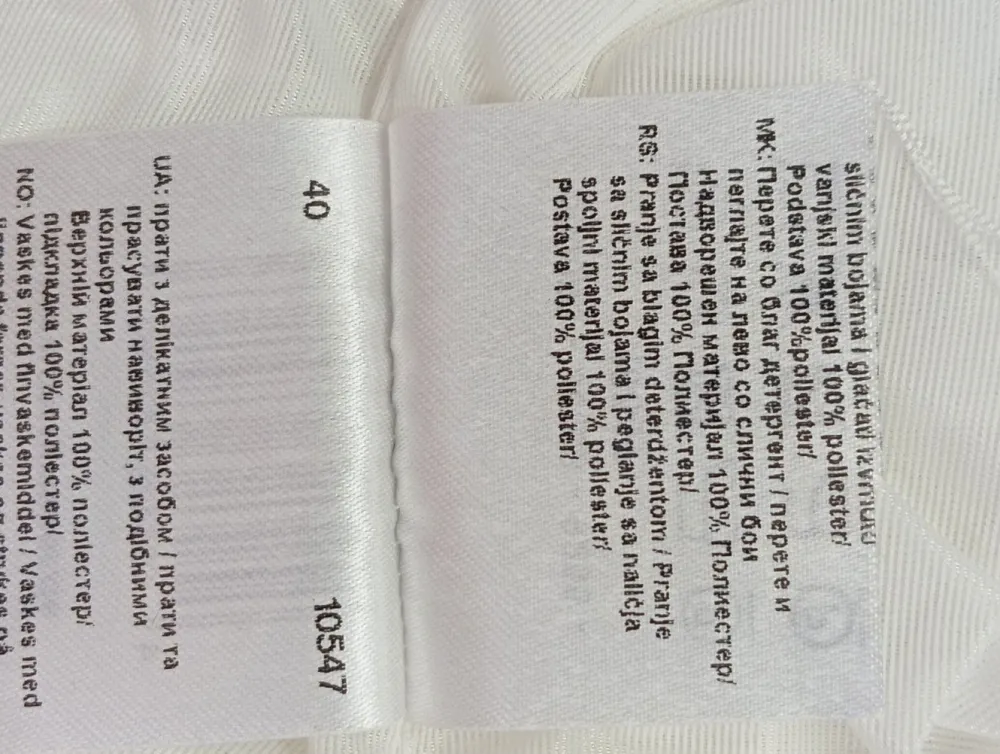 sličnim bojama i glačati iznutra
vanjski materijal 100% poliester/
Podstava 100%poliester/
MK: Перете со благ детергент / перете и
пеглајте на лево со слични бои
Надворешен материјал 100% Полиестер/
Постава 100% Полиестер/
RS: Pranje sa blagim deterdžentom / Pranje
sa sličnim bojama i peglanje sa naličja
spoljni materijal 100% poliester/
Postava 100% poliester/
40
10547
UA: прати з делікатним засобом / прати та
прасувати навиворіт, з подібними
кольорами
Верхній матеріал 100% поліестер/
підкладка 100% поліестер/
NO: Vaskes med finvaskemiddel / Vaskes med